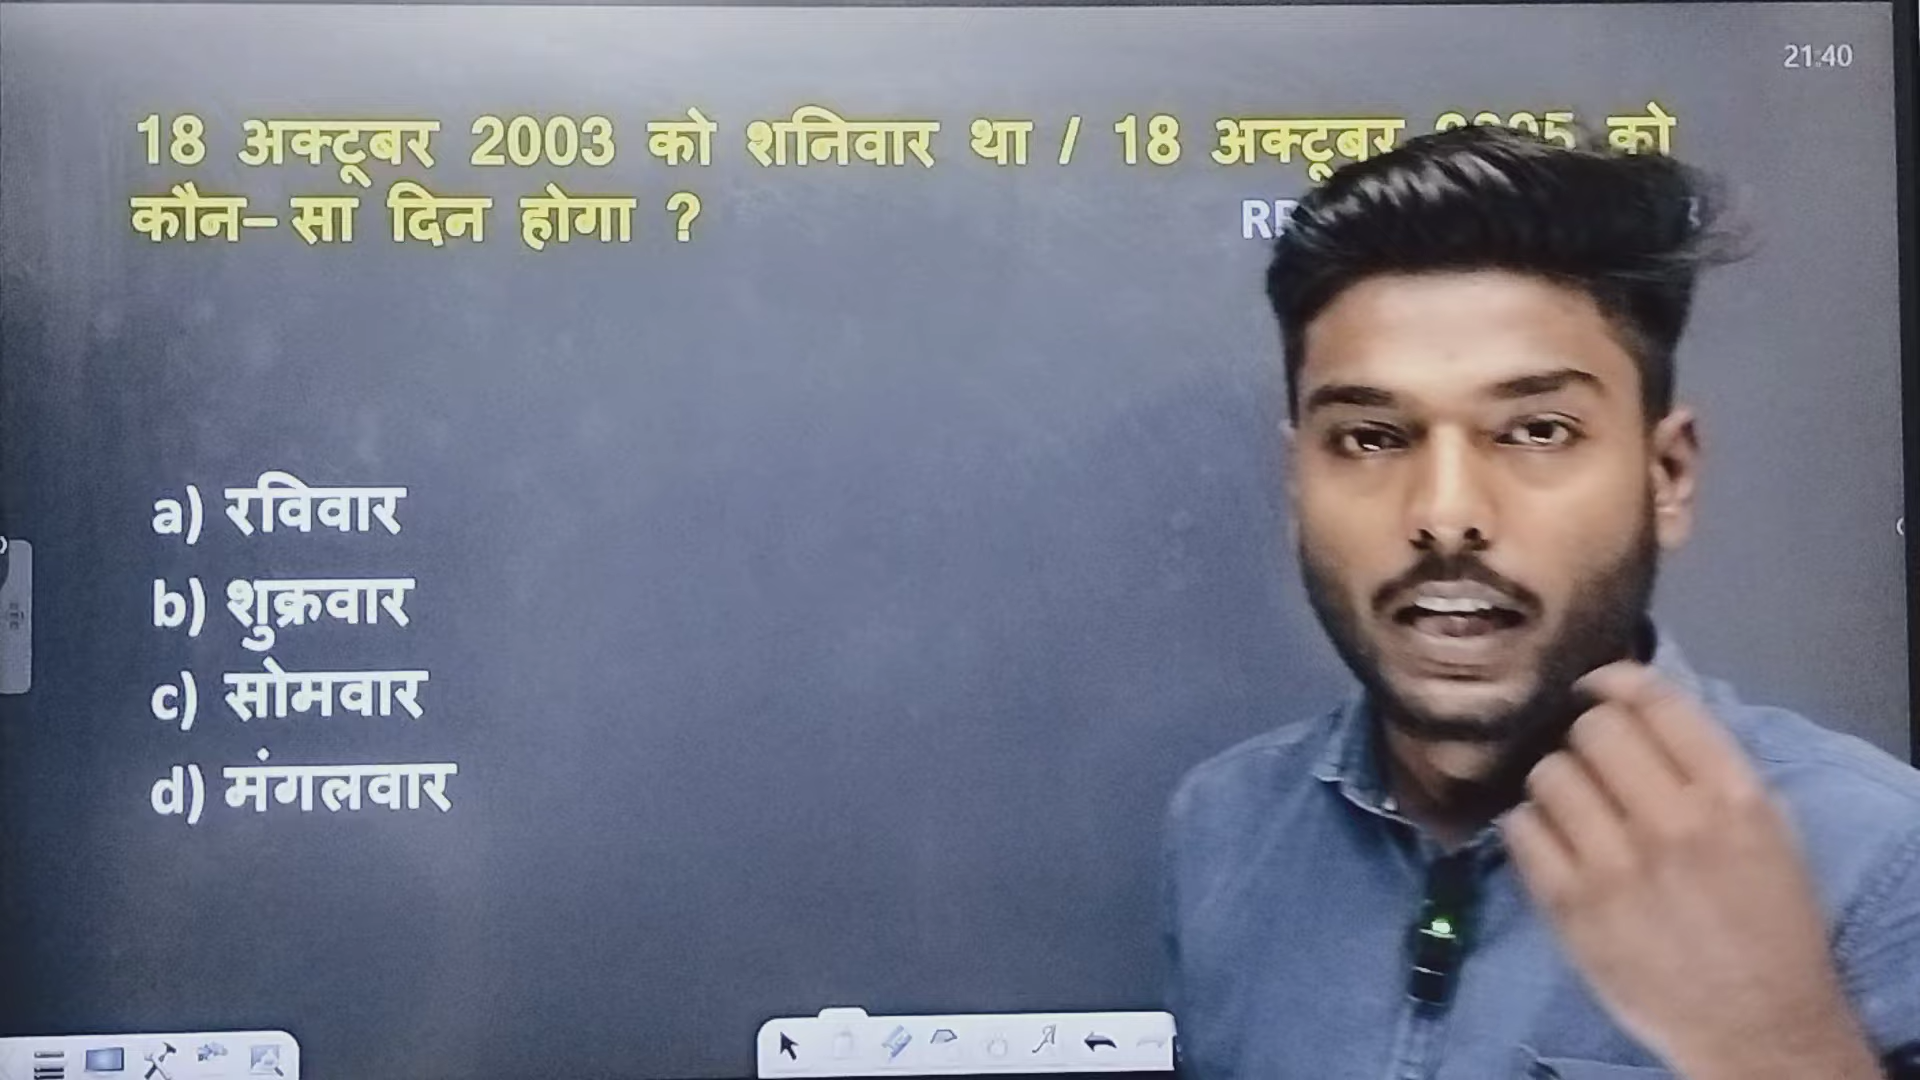 21:40
18 अक्टूबर 2003 को शनिवार था / 18 अक्टूबर को
कौन-सा दिन होगा ?
a) रविवार
b) शुक्रवार
c) सोमवार
d) मंगलवार